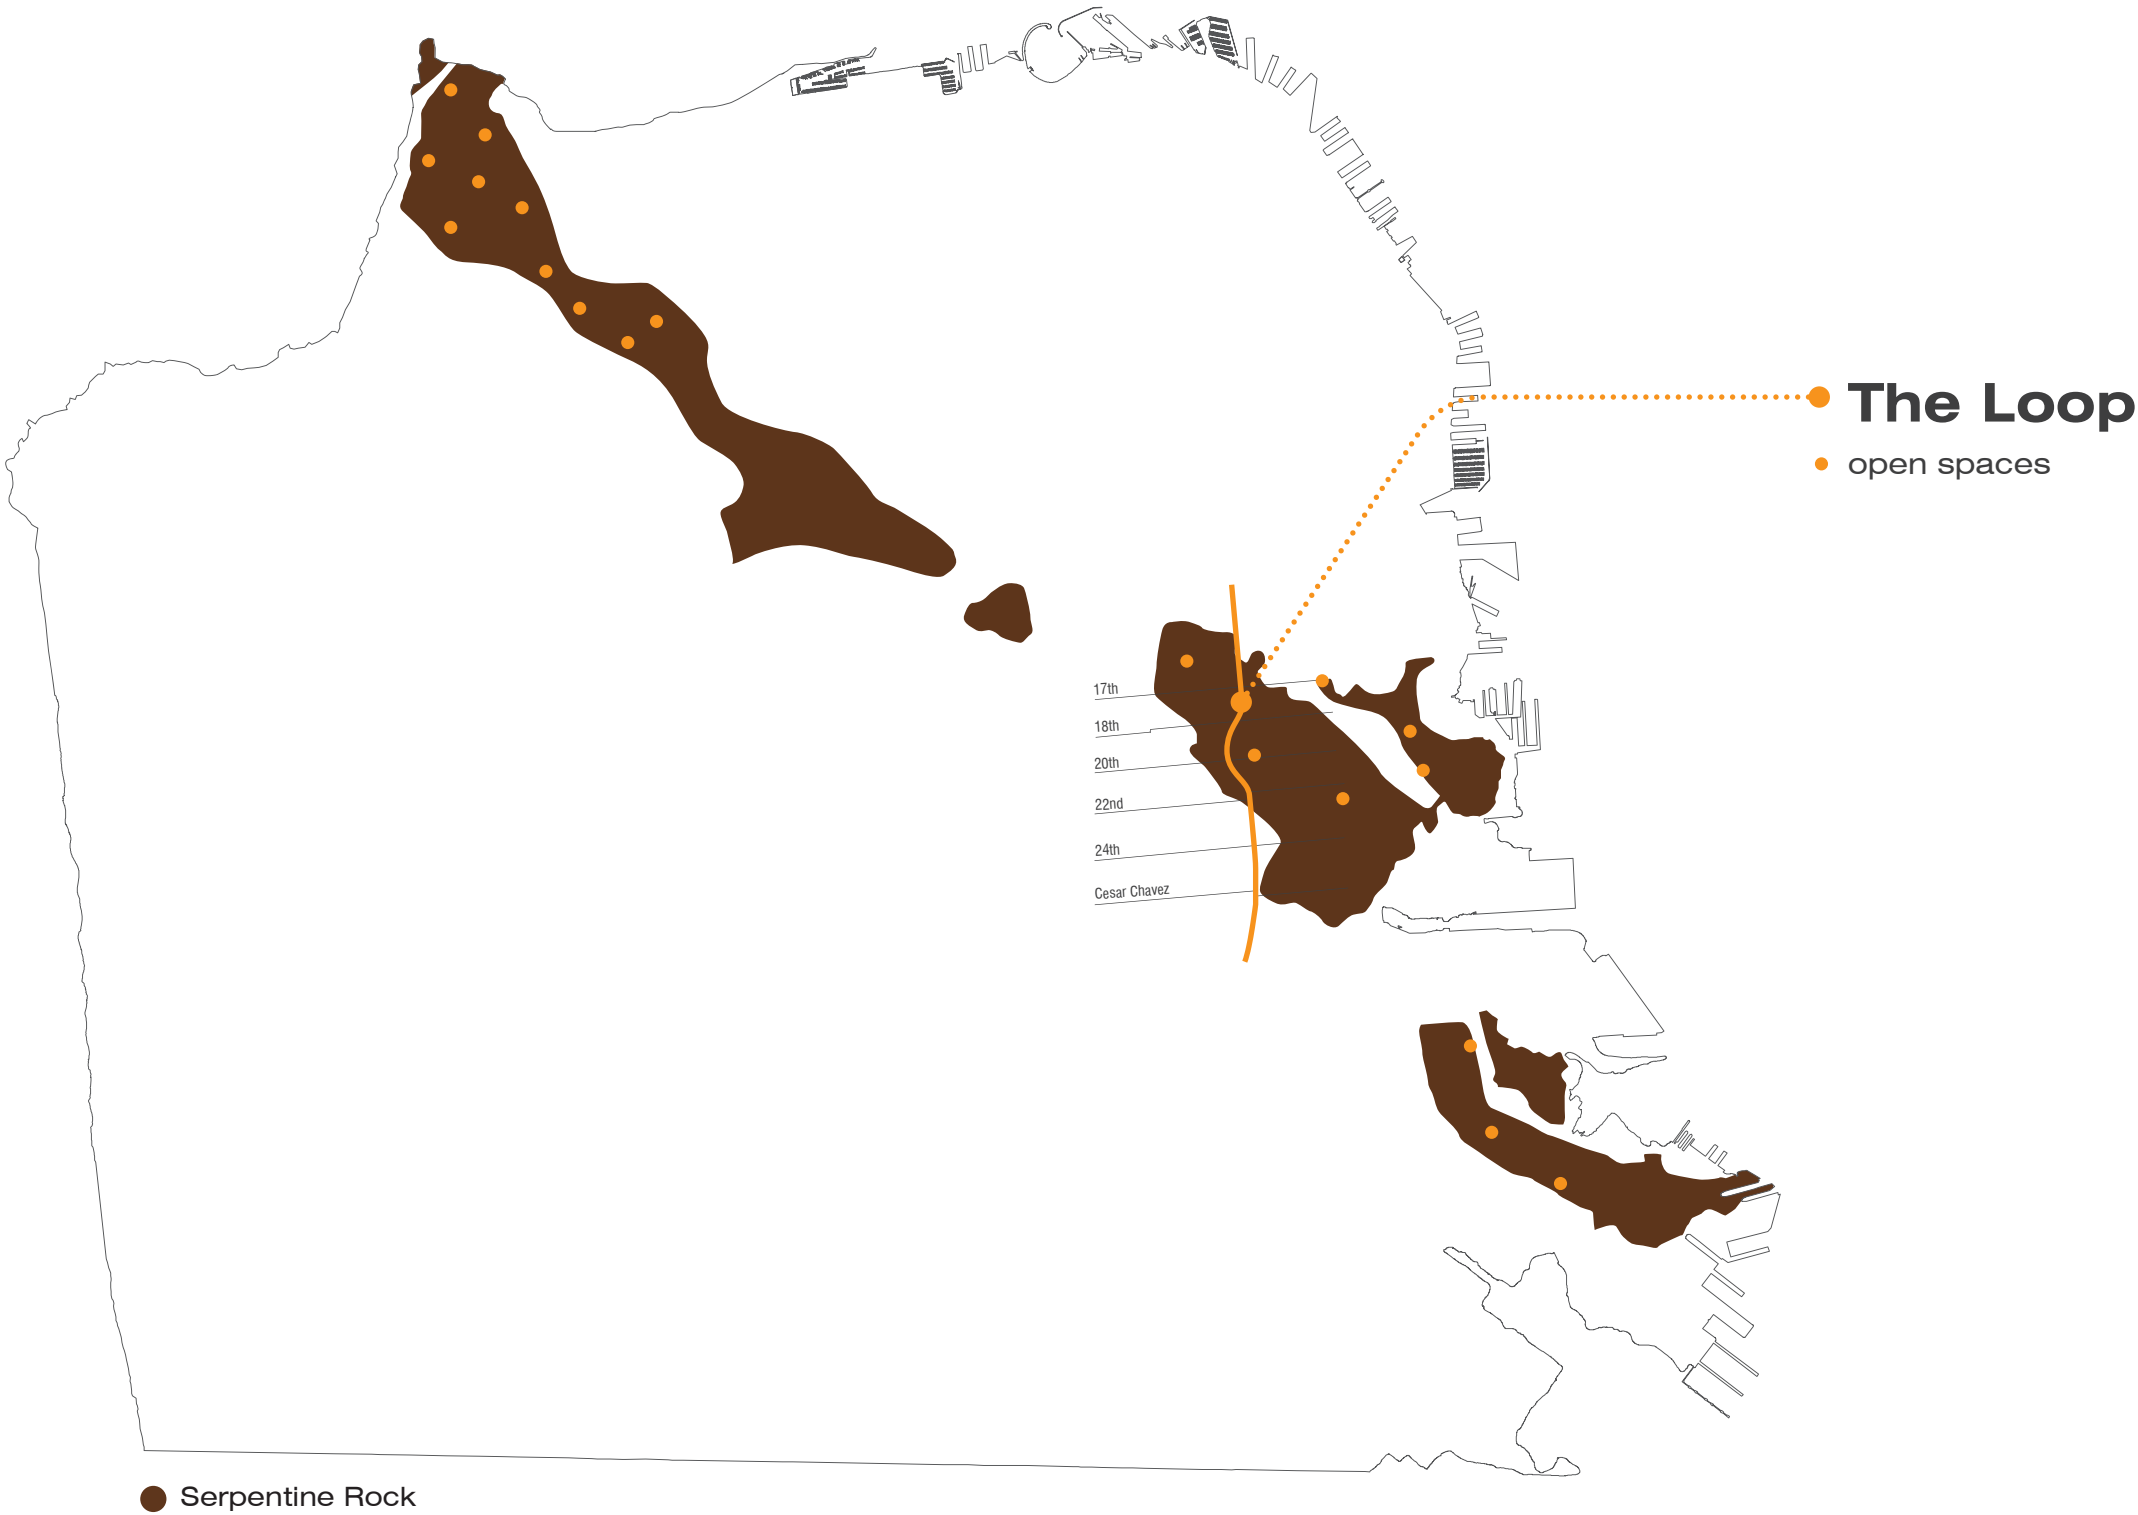 The Loop
open spaces
17th
18th
20th
22nd
24th
Cesar Chavez
Serpentine Rock